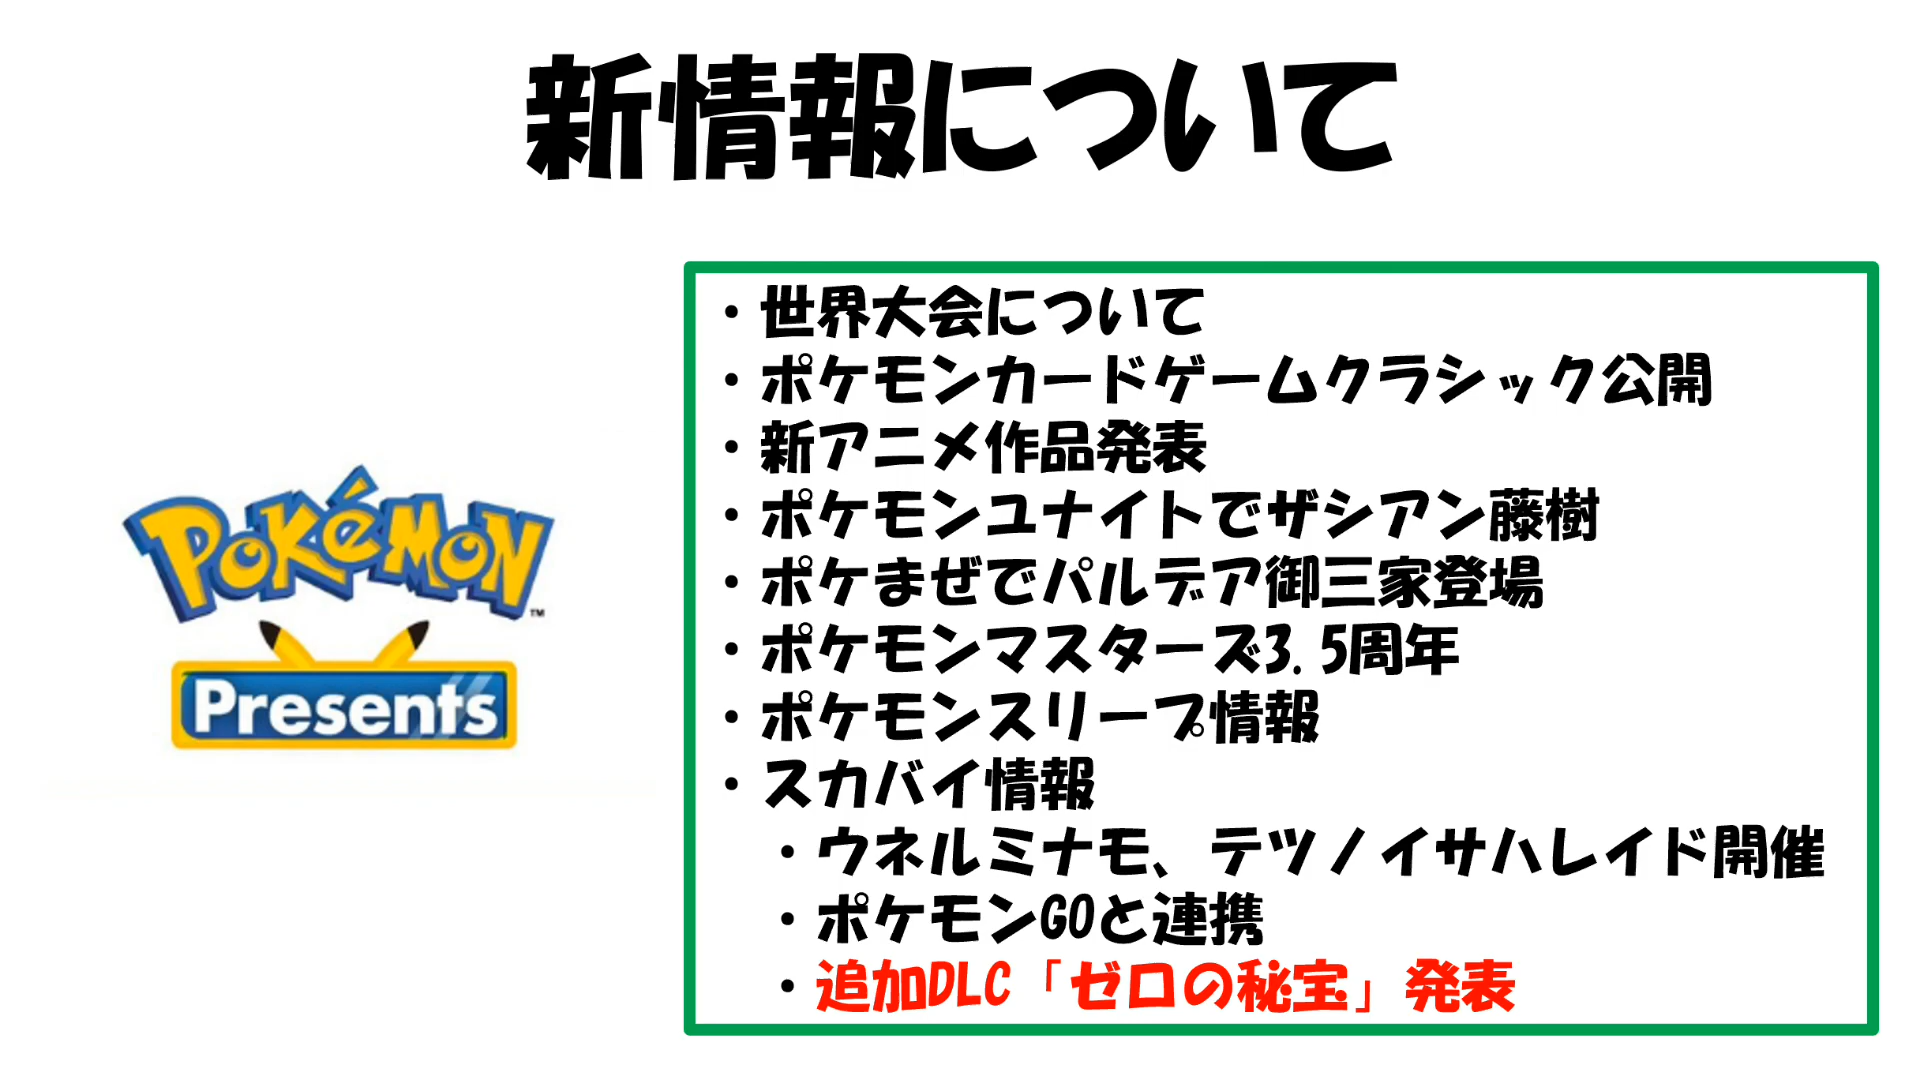 新情報について
POKéMON
TM
Presents
・世界大会について
・ポケモンカードゲームクラシック公開
・新アニメ作品発表
・ポケモンユナイトでザシアン藤樹
・ポケまぜでパルデア御三家登場
・ポケモンマスターズ3.5周年
・ポケモンスリープ情報
・スカバイ情報
・ウネルミナモ、テツノイサハレイド開催
・ポケモンGOと連携
・追加DLC「ゼロの秘宝」発表